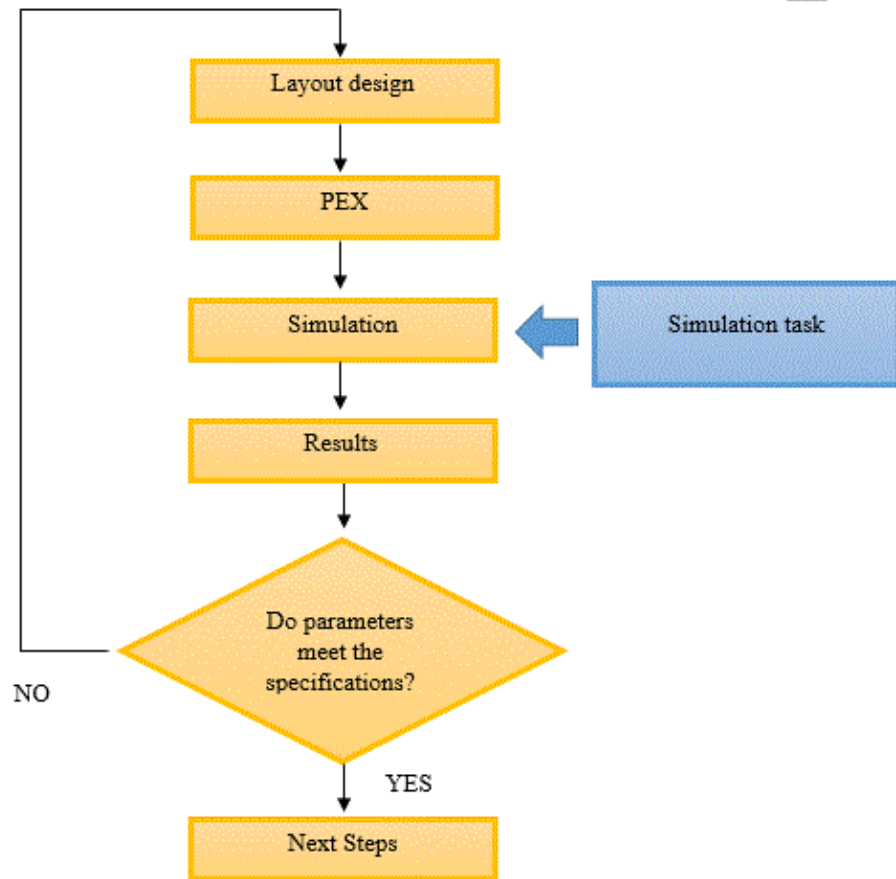 Layout design
PEX
Simulation
Simulation task
Results
Do parameters
meet the
specifications?
NO
YES
Next Steps